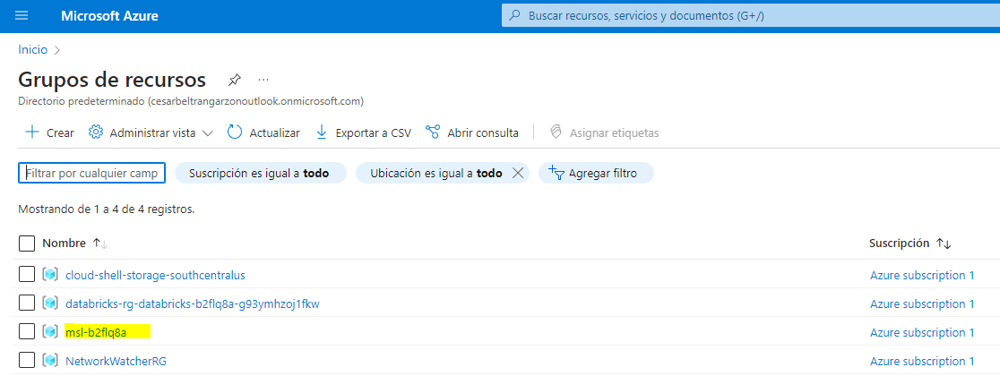 Microsoft Azure
Buscar recursos, servicios y documentos (G+/)
Inicio
Grupos de recursos
Directorio predeterminado (cesarbeltrangarzonoutlook.onmicrosoft.com)
Crear Administrar vista Actualizar Exportar a CSV Abrir consulta Asignar etiquetas
Filtrar por cualquier camp Suscripción es igual a todo Ubicación es igual a todo Agregar filtro
Mostrando de 1 a 4 de 4 registros.
Nombre Suscripción
cloud-shell-storage-southcentralus Azure subscription 1
databricks-rg-databricks-b2flq8a-g93ymhzoj1fkw Azure subscription 1
msl-b2flq8a Azure subscription 1
NetworkWatcherRG Azure subscription 1